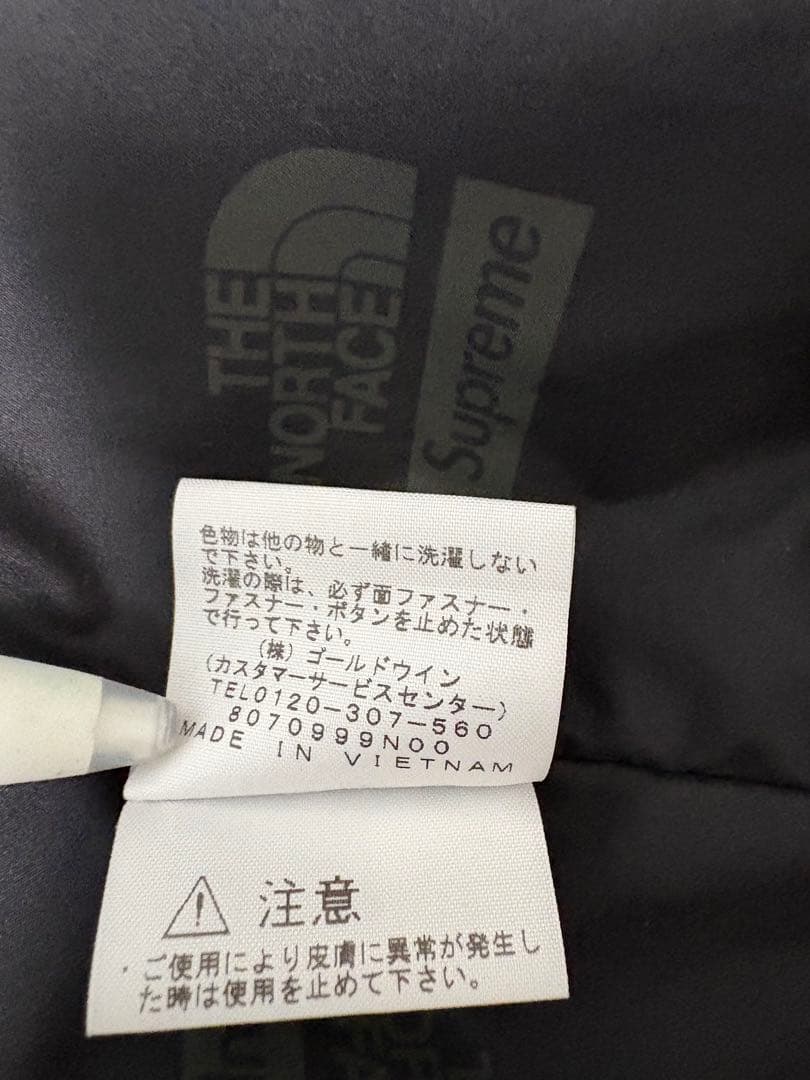 THE
NORTH
FACE
Supreme
色物は他の物と一緒に洗濯しない
で下さい。
洗濯の際は、必ず面ファスナー・
ファスナー・ボタンを止めた状態
で行って下さい。
(株) ゴールドウイン
(カスタマーサービスセンター)
TEL0120-307-560
8070999N00
MADE IN VIETNAM
注意
・ご使用により皮膚に異常が発生し
た時は使用を止めて下さい。